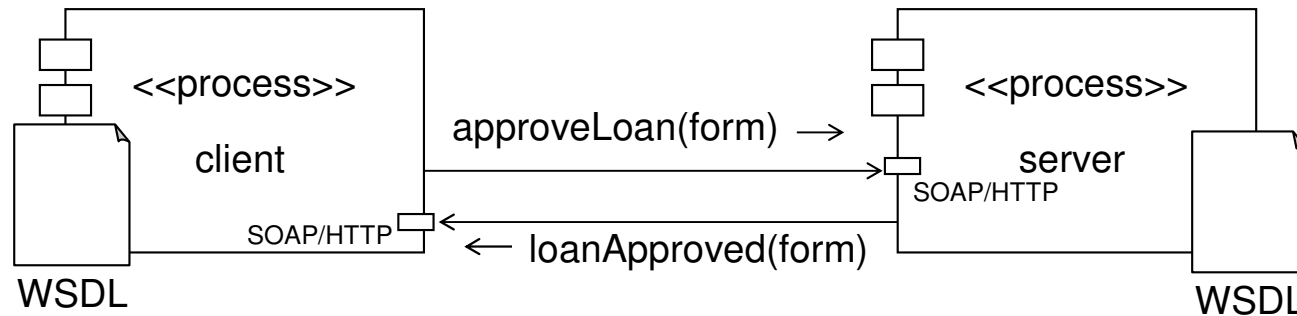 <<process>>
client
SOAP/HTTP
WSDL
approveLoan(form)
loanApproved(form)
<<process>>
server
SOAP/HTTP
WSDL